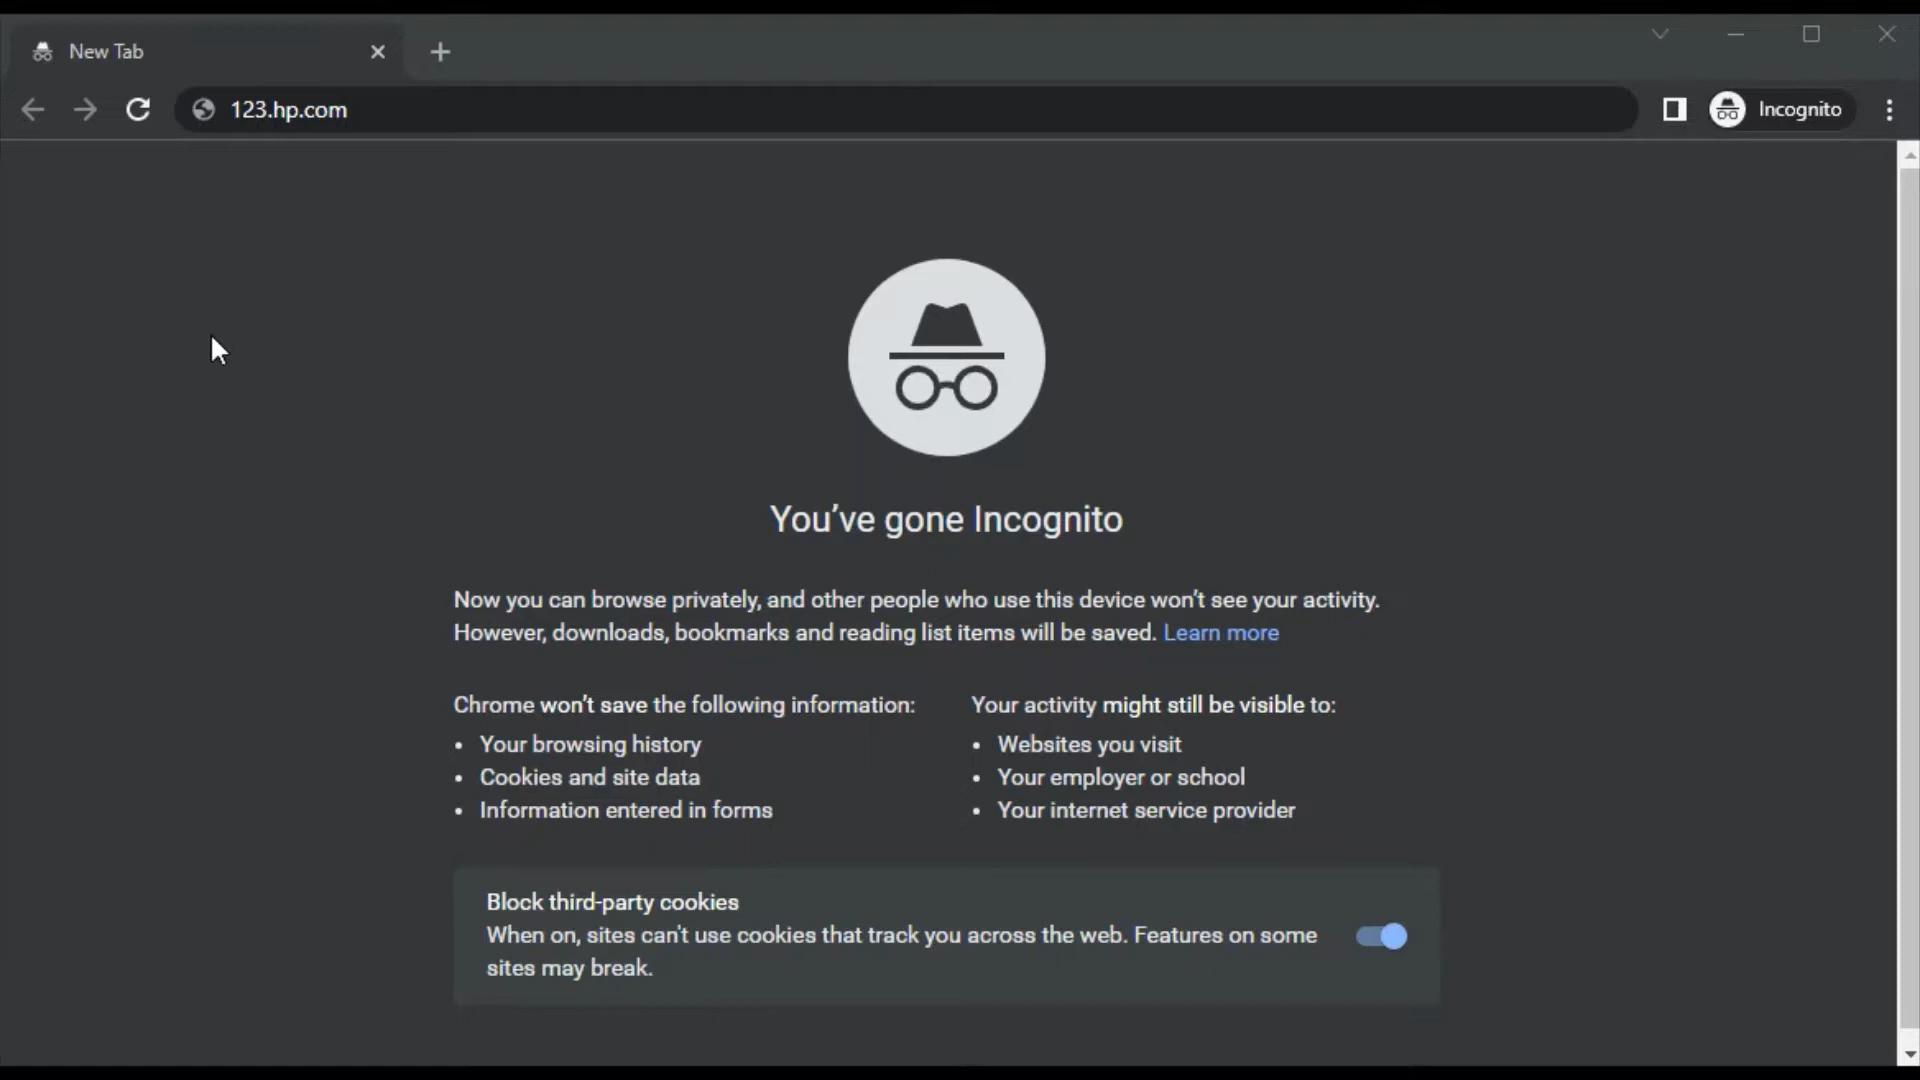 New Tab
123.hp.com
Incognito
You've gone Incognito
Now you can browse privately, and other people who use this device won't see your activity.
However, downloads, bookmarks and reading list items will be saved. Learn more
Chrome won't save the following information:
• Your browsing history
• Cookies and site data
• Information entered in forms
Your activity might still be visible to:
• Websites you visit
• Your employer or school
• Your internet service provider
Block third-party cookies
When on, sites can't use cookies that track you across the web. Features on some
sites may break.